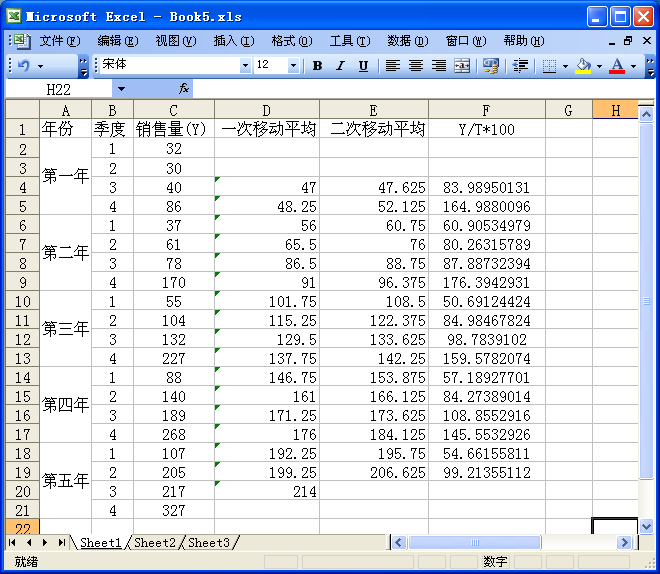 Microsoft Excel - Book5.xls
文件(F) 编辑(E) 视图(V) 插入(I) 格式(O) 工具(T) 数据(D) 窗口(W) 帮助(H)
宋体 12 B I U A
H22 fx
A B C D E F G H
1 年份 季度 销售量(Y) 一次移动平均 二次移动平均 Y/T*100
2 第一年 1 32
3 2 30
4 3 40 47 47.625 83.98950131
5 4 86 48.25 52.125 164.9880096
6 第二年 1 37 56 60.75 60.90534979
7 2 61 65.5 76 80.26315789
8 3 78 86.5 88.75 87.88732394
9 4 170 91 96.375 176.3942931
10 第三年 1 55 101.75 108.5 50.69124424
11 2 104 115.25 122.375 84.98467824
12 3 132 129.5 133.625 98.7839102
13 4 227 137.75 142.25 159.5782074
14 第四年 1 88 146.75 153.875 57.18927701
15 2 140 161 166.125 84.27389014
16 3 189 171.25 173.625 108.8552916
17 4 268 176 184.125 145.5532926
18 第五年 1 107 192.25 195.75 54.66155811
19 2 205 199.25 206.625 99.21355112
20 3 217 214
21 4 327
22
Sheet1 Sheet2 Sheet3
就绪 数字